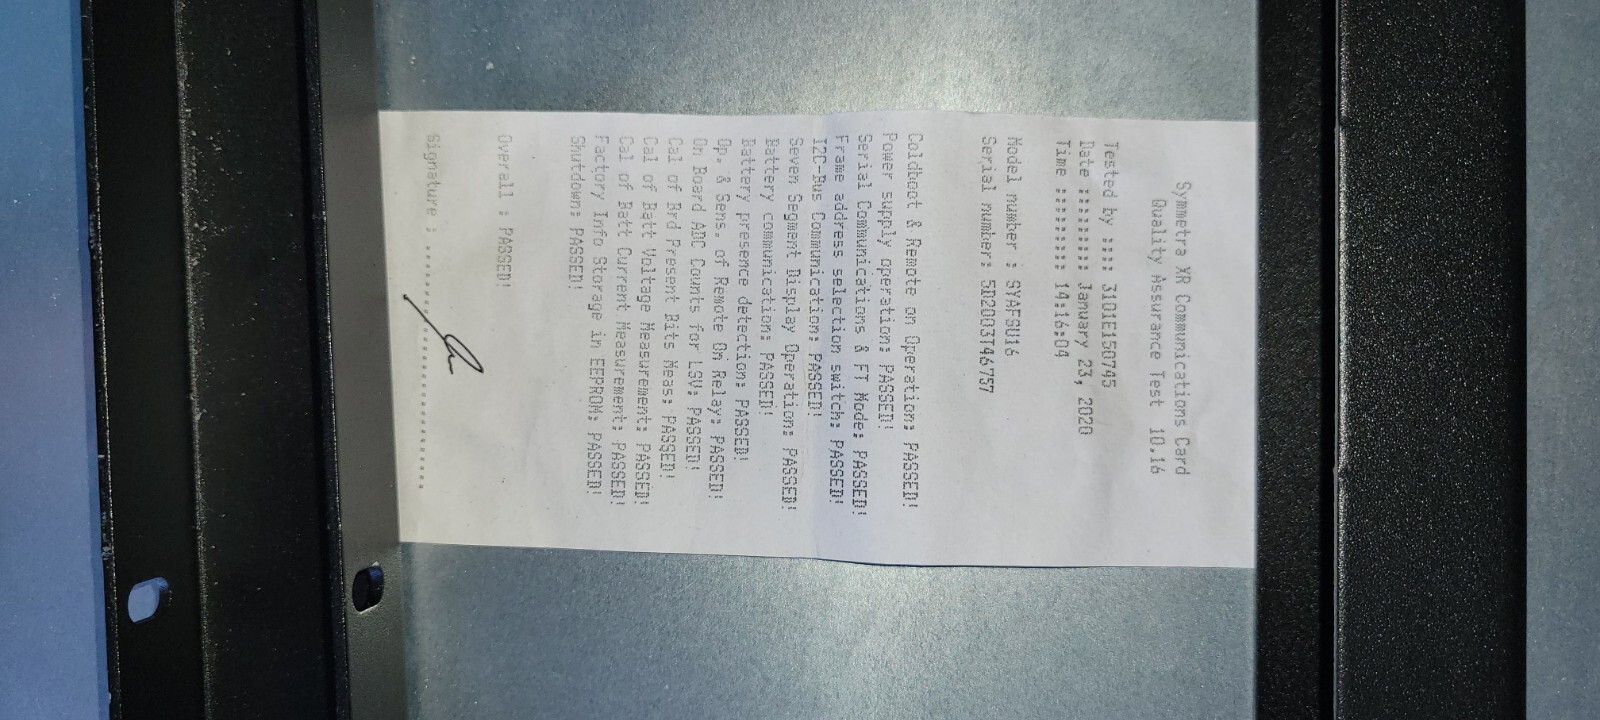 Symmetra XR Communications Card
Quality Assurance Test 10.16
Tested by :::: 3101E150745
Date ::::::::: January 23, 2020
Time ::::::::: 14:16:04
Model number : SYAFSU16
Serial number: 5D2003T46757
Coldboot & Remote on Operation: PASSED!
Power supply operation: PASSED!
Serial Communications & FT Mode: PASSED!
Frame address selection switch: PASSED!
I2C-Bus Communication: PASSED!
Seven Segment Display Operation: PASSED!
Battery communication: PASSED!
Battery presence detection: PASSED!
Op. & Sens. of Remote On Relay: PASSED!
On Board ADC Counts for LSV: PASSED!
Cal of Brd Present Bits Meas: PASSED!
Cal of Batt Voltage Measurement: PASSED!
Cal of Batt Current Measurement: PASSED!
Factory Info Storage in EEPROM: PASSED!
Shutdown: PASSED!
Overall : PASSED!
Signature : ...........................